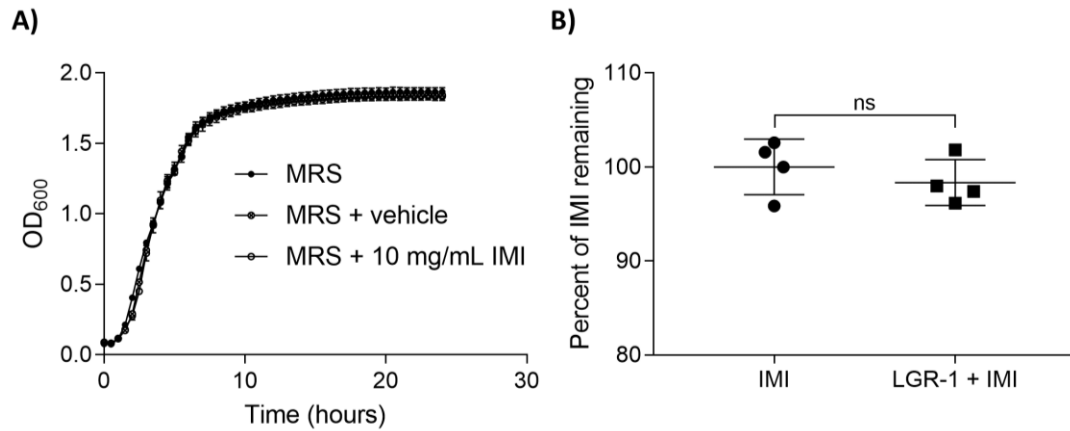 A)
2.0
1.5
1.0
0.5
0.0
OD₆₀₀
MRS
MRS + vehicle
MRS + 10 mg/mL IMI
0 10 20 30
Time (hours)
B)
110
100
90
80
Percent of IMI remaining
ns
IMI LGR-1 + IMI